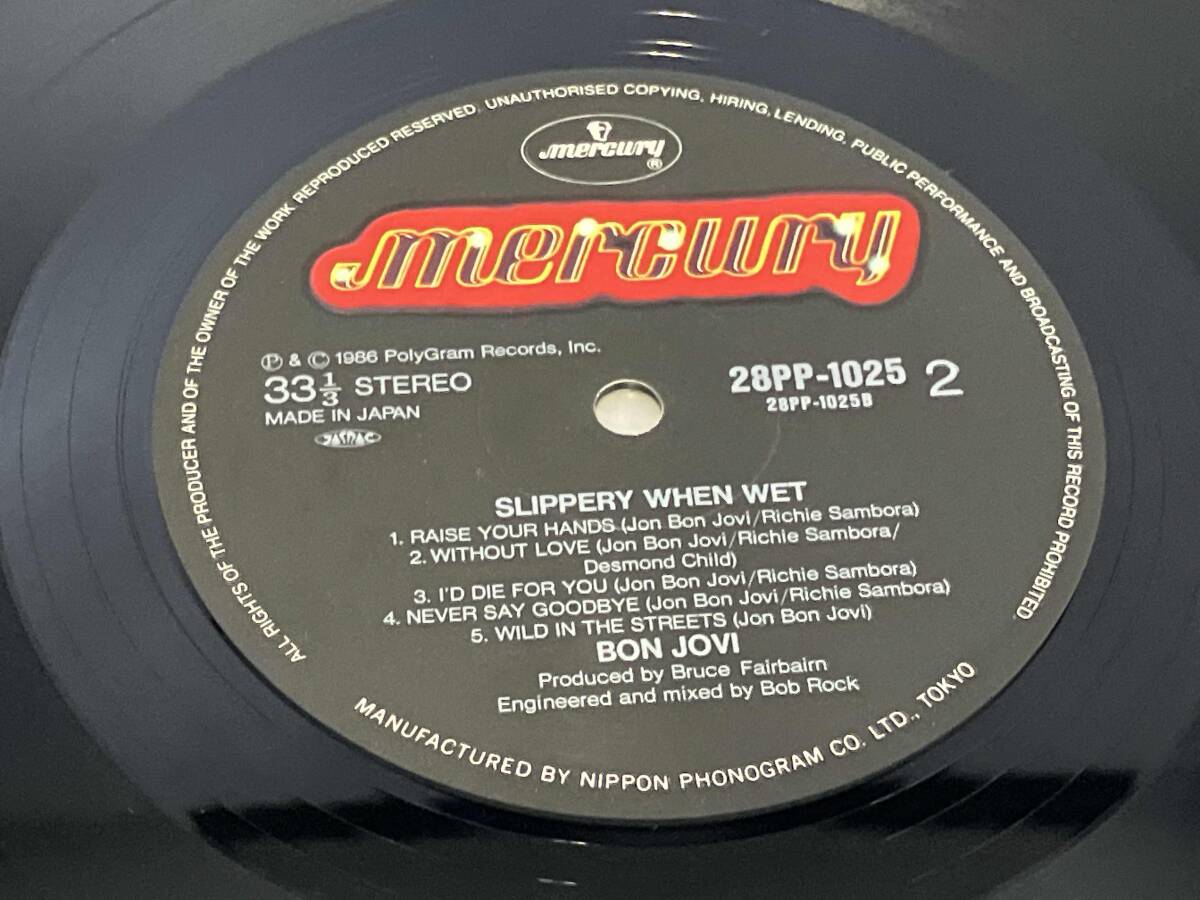 ALL RIGHTS OF THE PRODUCER AND OF THE OWNER OF THE WORK REPRODUCED RESERVED. UNAUTHORISED COPYING, HIRING, LENDING, PUBLIC PERFORMANCE AND BROADCASTING OF THIS RECORD PROHIBITED
mercury ®
mercury
℗ & © 1986 PolyGram Records, Inc.
33 1/3 STEREO
MADE IN JAPAN
JASRAC
28PP-1025 2
28PP-1025B
SLIPPERY WHEN WET
1. RAISE YOUR HANDS (Jon Bon Jovi/Richie Sambora)
2. WITHOUT LOVE (Jon Bon Jovi/Richie Sambora/
Desmond Child)
3. I'D DIE FOR YOU (Jon Bon Jovi/Richie Sambora)
4. NEVER SAY GOODBYE (Jon Bon Jovi/Richie Sambora)
5. WILD IN THE STREETS (Jon Bon Jovi)
BON JOVI
Produced by Bruce Fairbairn
Engineered and mixed by Bob Rock
MANUFACTURED BY NIPPON PHONOGRAM CO. LTD., TOKYO